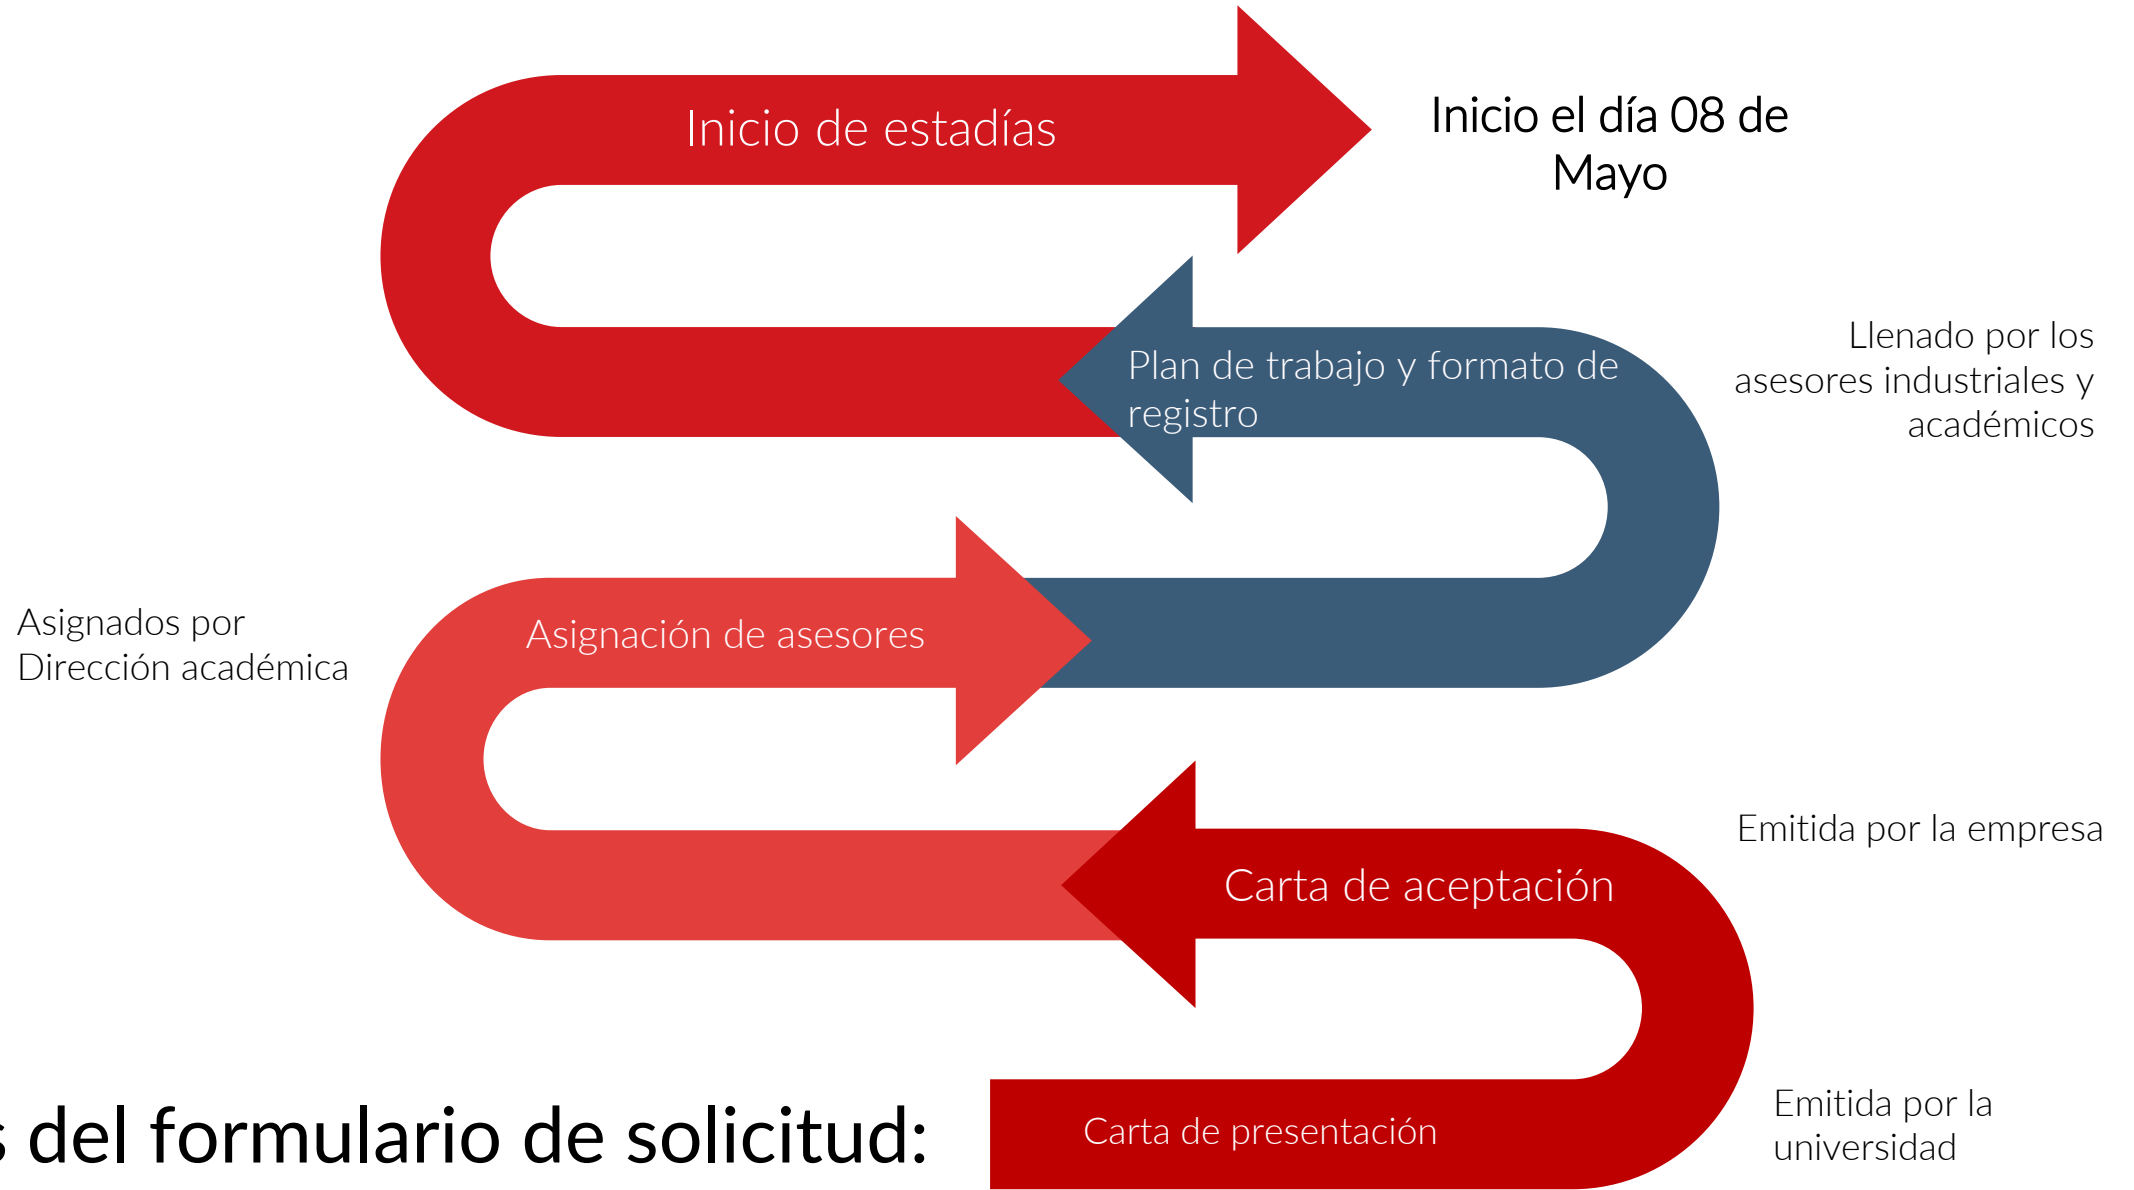 Inicio de estadías
Inicio el día 08 de
Mayo
Plan de trabajo y formato de
registro
Llenado por los
asesores industriales y
académicos
Asignados por
Dirección académica
Asignación de asesores
Emitida por la empresa
Carta de aceptación
del formulario de solicitud:
Carta de presentación
Emitida por la
universidad